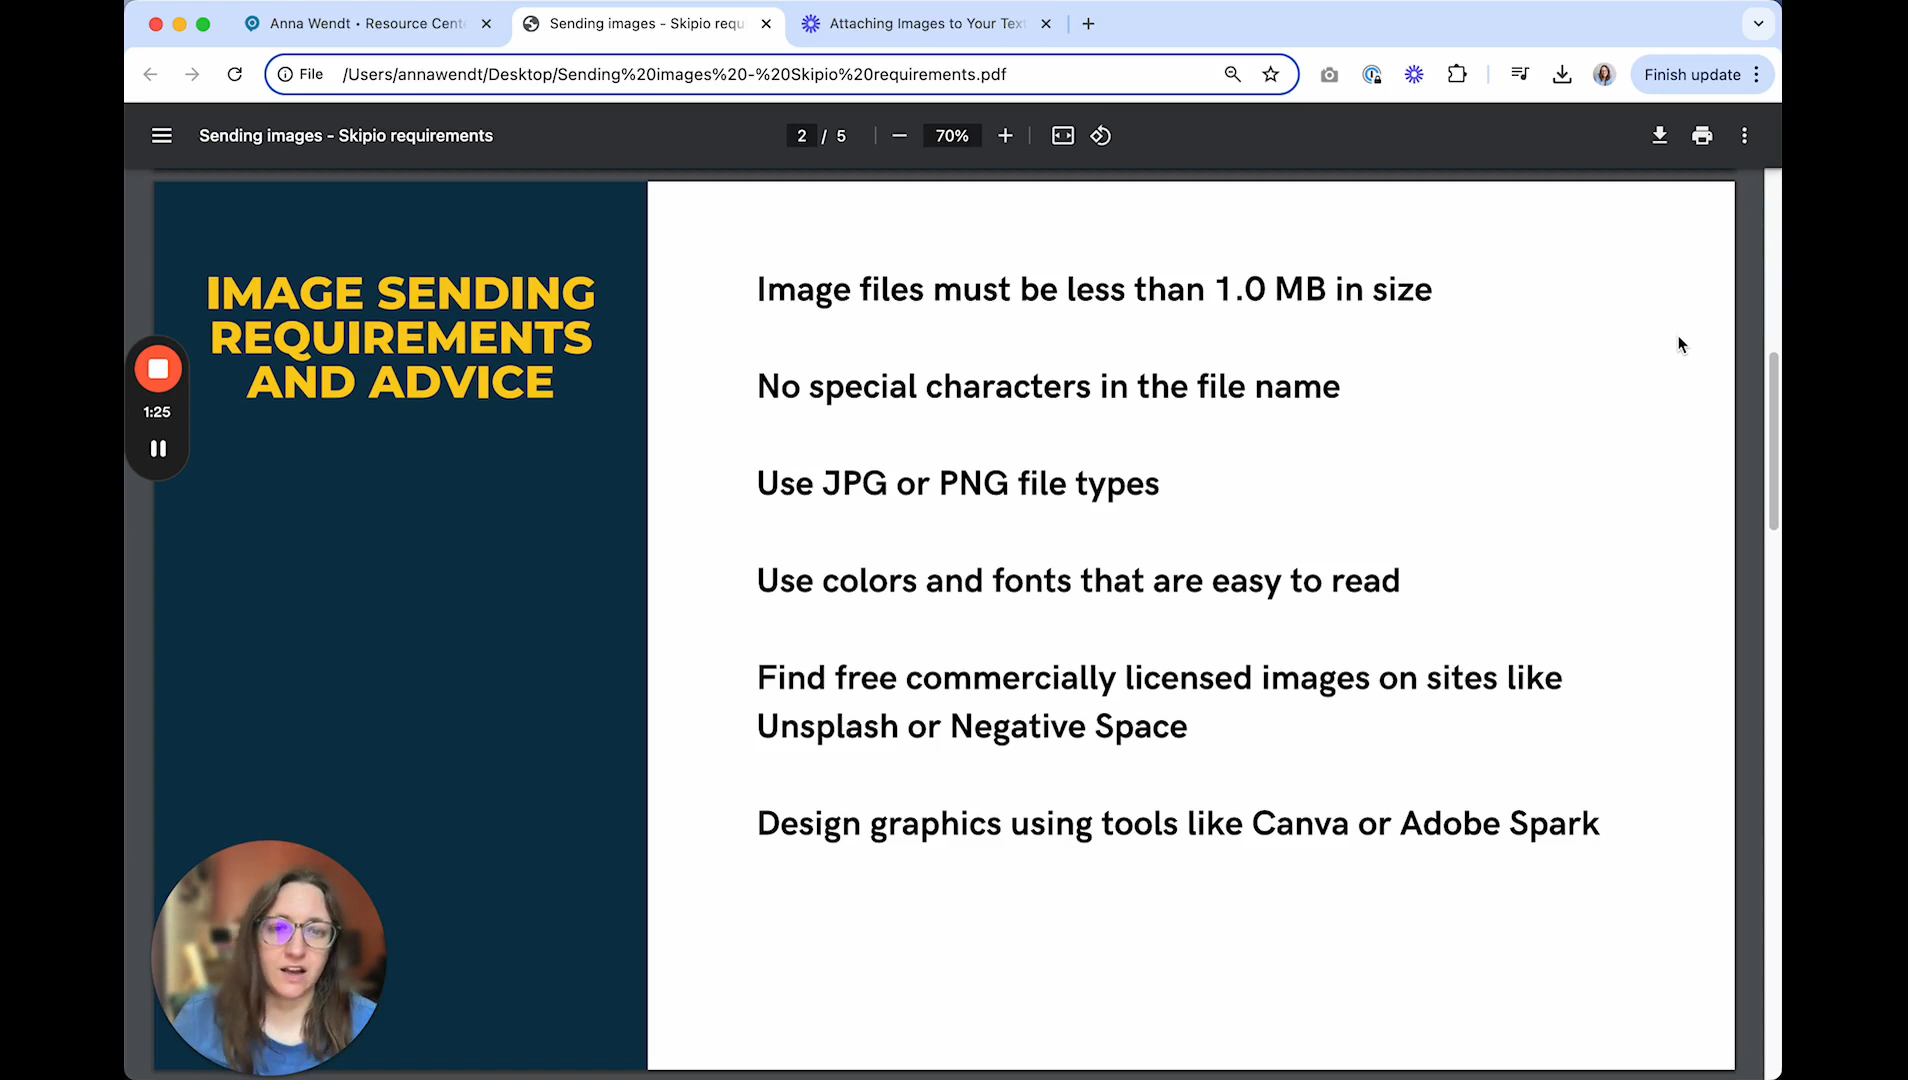 Anna Wendt • Resource Cent
Sending images - Skipio requ
Attaching Images to Your Tex
File
/Users/annawendt/Desktop/Sending%20images%20-%20Skipio%20requirements.pdf
Finish update
Sending images - Skipio requirements
2 / 5
70%
IMAGE SENDING
REQUIREMENTS
AND ADVICE
1:25
Image files must be less than 1.0 MB in size
No special characters in the file name
Use JPG or PNG file types
Use colors and fonts that are easy to read
Find free commercially licensed images on sites like
Unsplash or Negative Space
Design graphics using tools like Canva or Adobe Spark